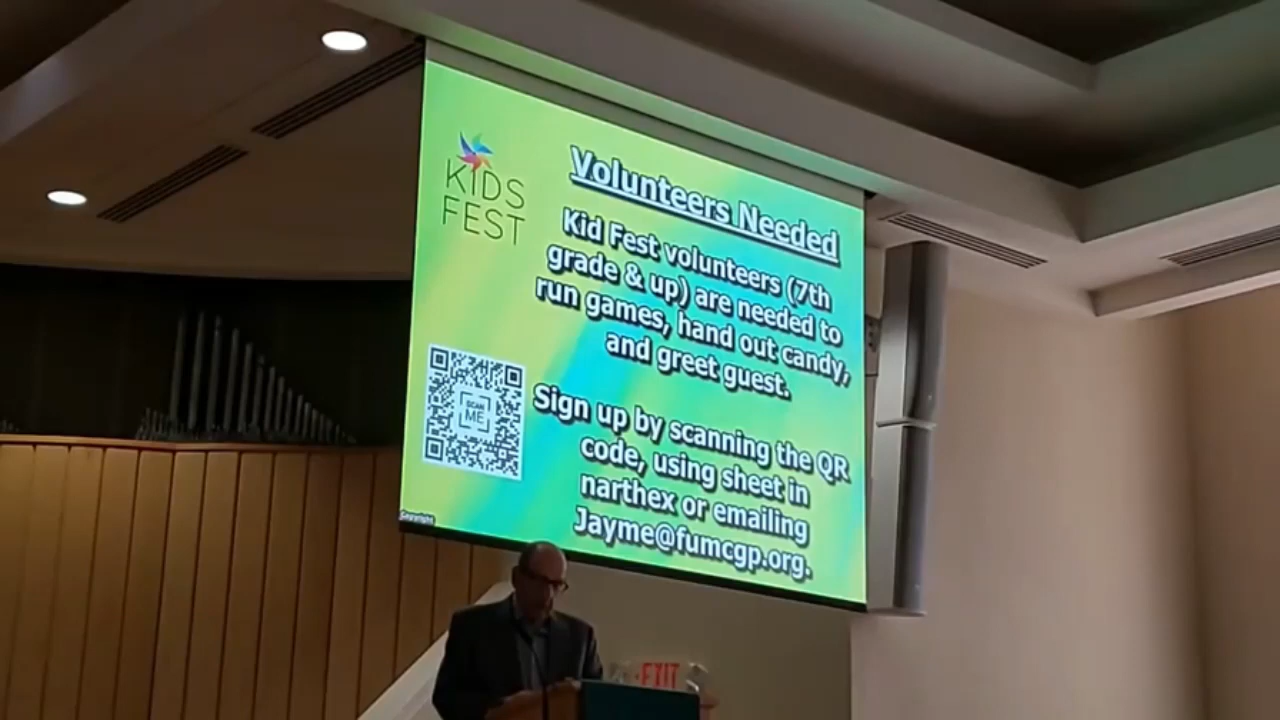 KIDS
FEST
Volunteers Needed
Kid Fest volunteers (7th
grade & up) are needed to
run games, hand out candy,
and greet guest.
SCAN
ME
Sign up by scanning the QR
code, using sheet in
narthex or emailing
Jayme@fumcgp.org.
EXIT